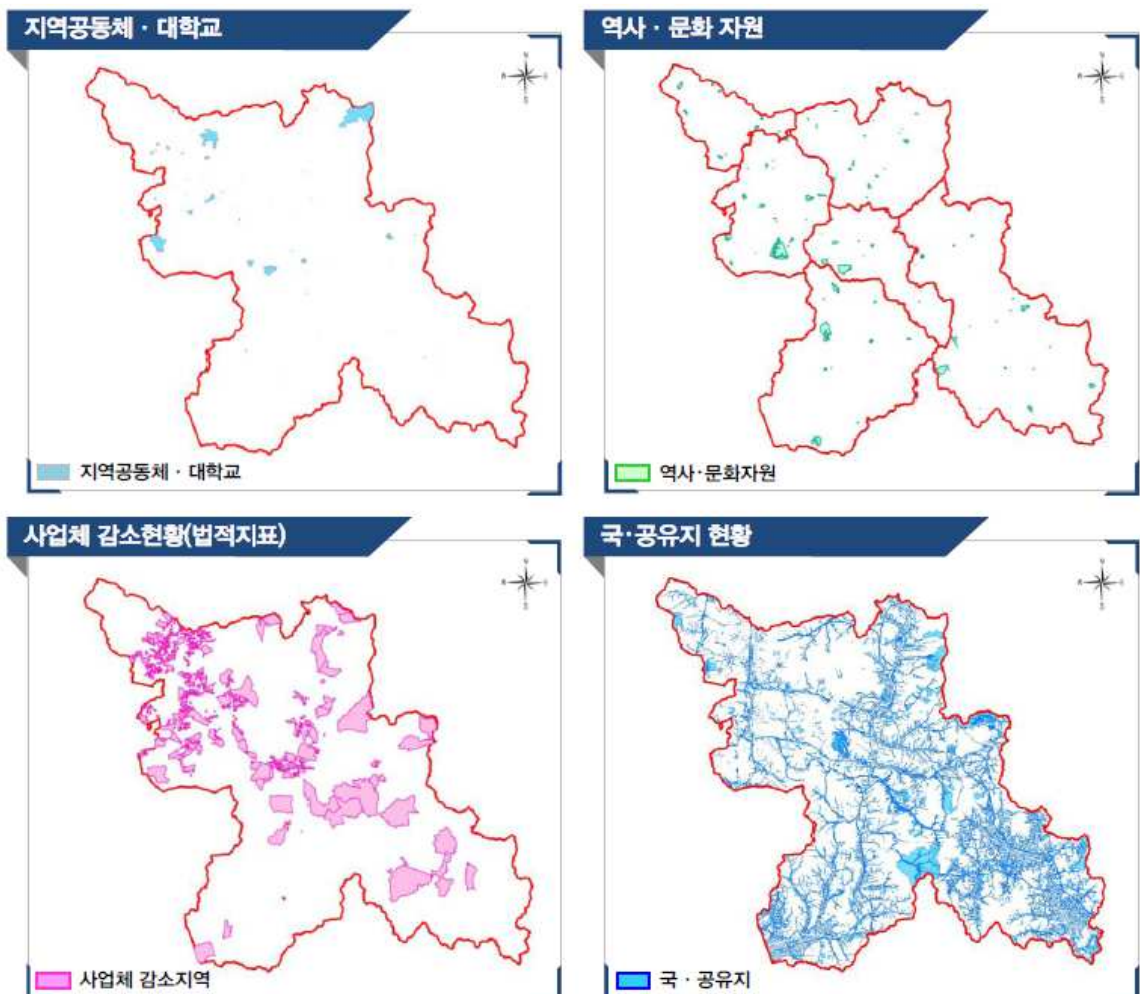 지역공동체 · 대학교
역사 · 문화 자원
지역공동체 · 대학교
역사·문화자원
사업체 감소현황(법적지표)
국·공유지 현황
사업체 감소지역
국 · 공유지